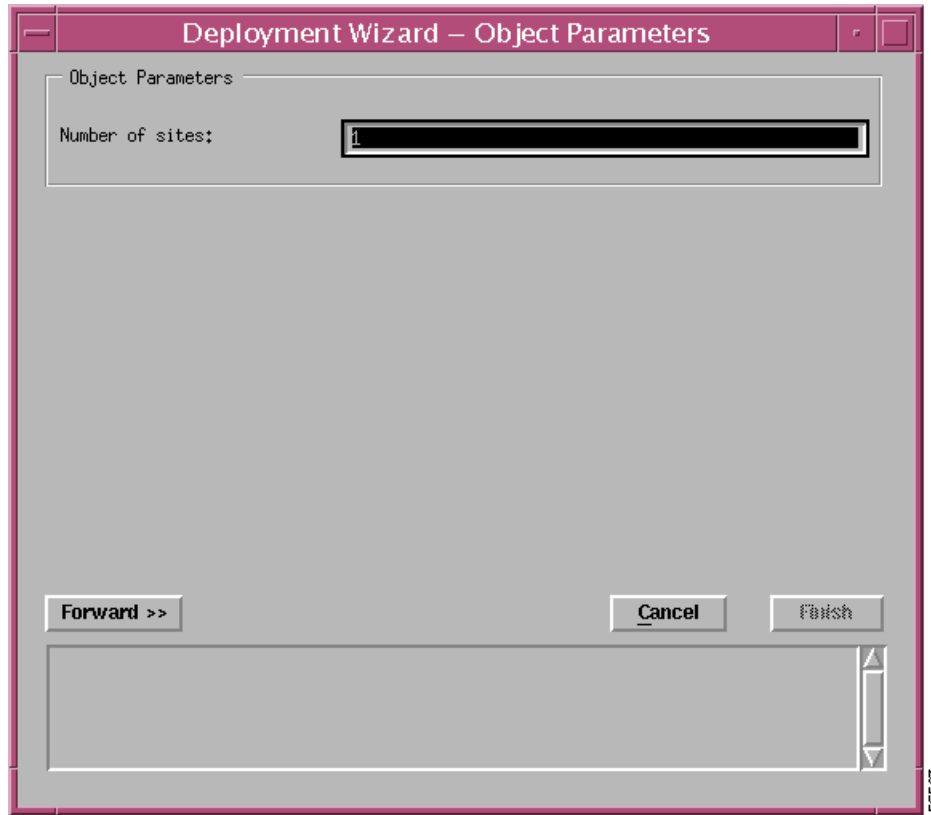 Deployment Wizard – Object Parameters
Object Parameters
Number of sites:
1
Forward >>
Cancel
Finish